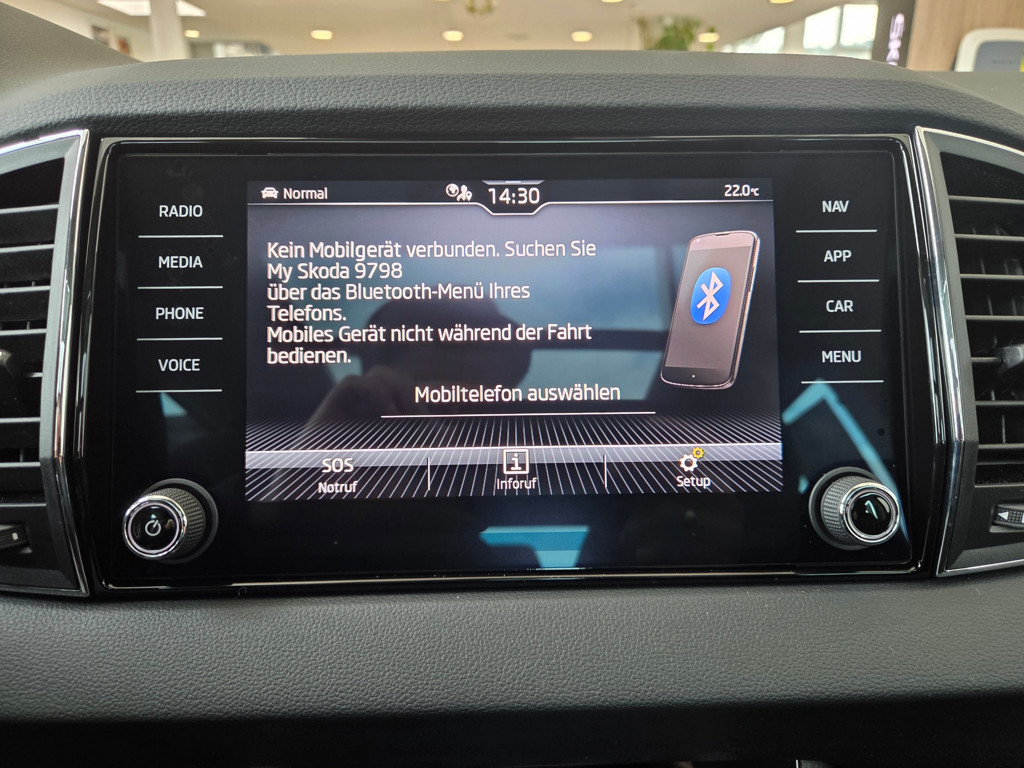 Normal
14:30
22.0°C
RADIO
MEDIA
PHONE
VOICE
Kein Mobilgerät verbunden. Suchen Sie
My Skoda 9798
über das Bluetooth-Menü Ihres
Telefons.
Mobiles Gerät nicht während der Fahrt
bedienen.
Mobiltelefon auswählen
SOS
Notruf
Inforuf
Setup
NAV
APP
CAR
MENU